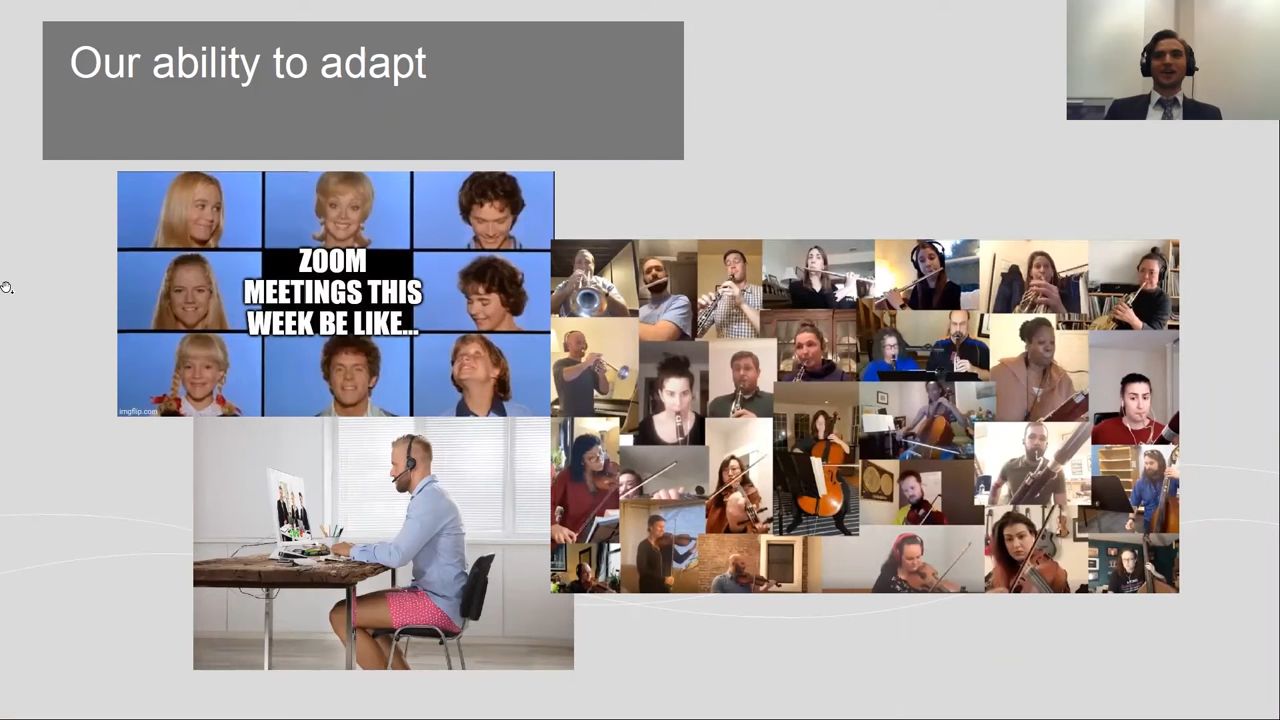 Our ability to adapt
ZOOM
MEETINGS THIS
WEEK BE LIKE...
imgflip.com